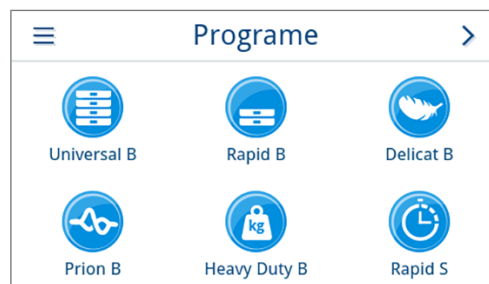 Programe
Universal B Rapid B Delicat B
kg
Prion B Heavy Duty B Rapid S